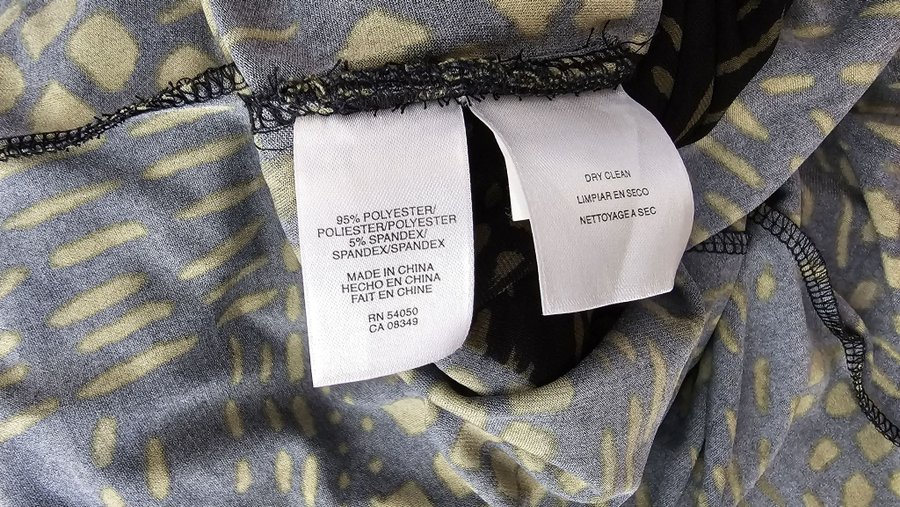 95% POLYESTER/
POLIESTER/POLYESTER
5% SPANDEX/
SPANDEX/SPANDEX
MADE IN CHINA
HECHO EN CHINA
FAIT EN CHINE
RN 54050
CA 08349
DRY CLEAN
LIMPIAR EN SECO
NETTOYAGE A SEC